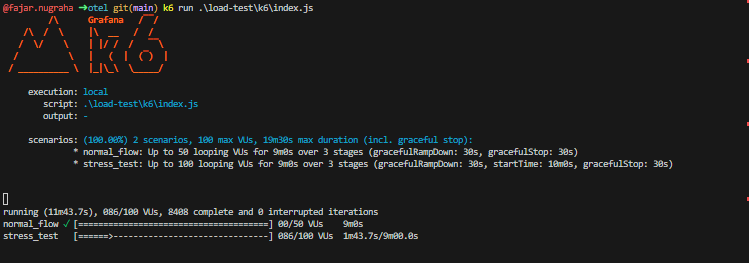 @fajar.nugraha ➜otel git(main) k6 run .\load-test\k6\index.js
Grafana
execution: local
script: .\load-test\k6\index.js
output: -
scenarios: (100.00%) 2 scenarios, 100 max VUs, 19m30s max duration (incl. graceful stop):
* normal_flow: Up to 50 looping VUs for 9m0s over 3 stages (gracefulRampDown: 30s, gracefulStop: 30s)
* stress_test: Up to 100 looping VUs for 9m0s over 3 stages (gracefulRampDown: 30s, startTime: 10m0s, gracefulStop: 30s)
running (11m43.7s), 086/100 VUs, 8408 complete and 0 interrupted iterations
normal_flow ✓ [======================================] 00/50 VUs 9m0s
stress_test [======>-------------------------------] 086/100 VUs 1m43.7s/9m00.0s